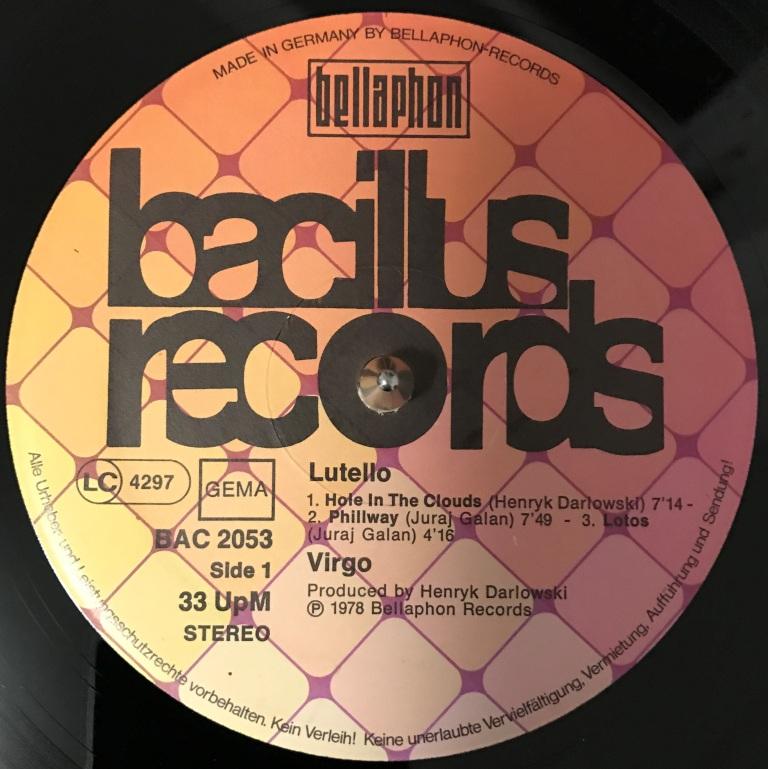 MADE IN GERMANY BY BELLAPHON-RECORDS
bellaphon
bacillus
records
LC 4297
GEMA
BAC 2053
Side 1
33 UpM
STEREO
Lutello
1. Hole In The Clouds (Henryk Darlowski) 7'14 -
2. Phillway (Juraj Galan) 7'49 - 3. Lotos
(Juraj Galan) 4'16
Virgo
Produced by Henryk Darlowski
℗ 1978 Bellaphon Records
Alle Urheber- und Leistungsschutzrechte vorbehalten. Kein Verleih! Keine unerlaubte Vervielfältigung, Vermietung, Aufführung und Sendung!